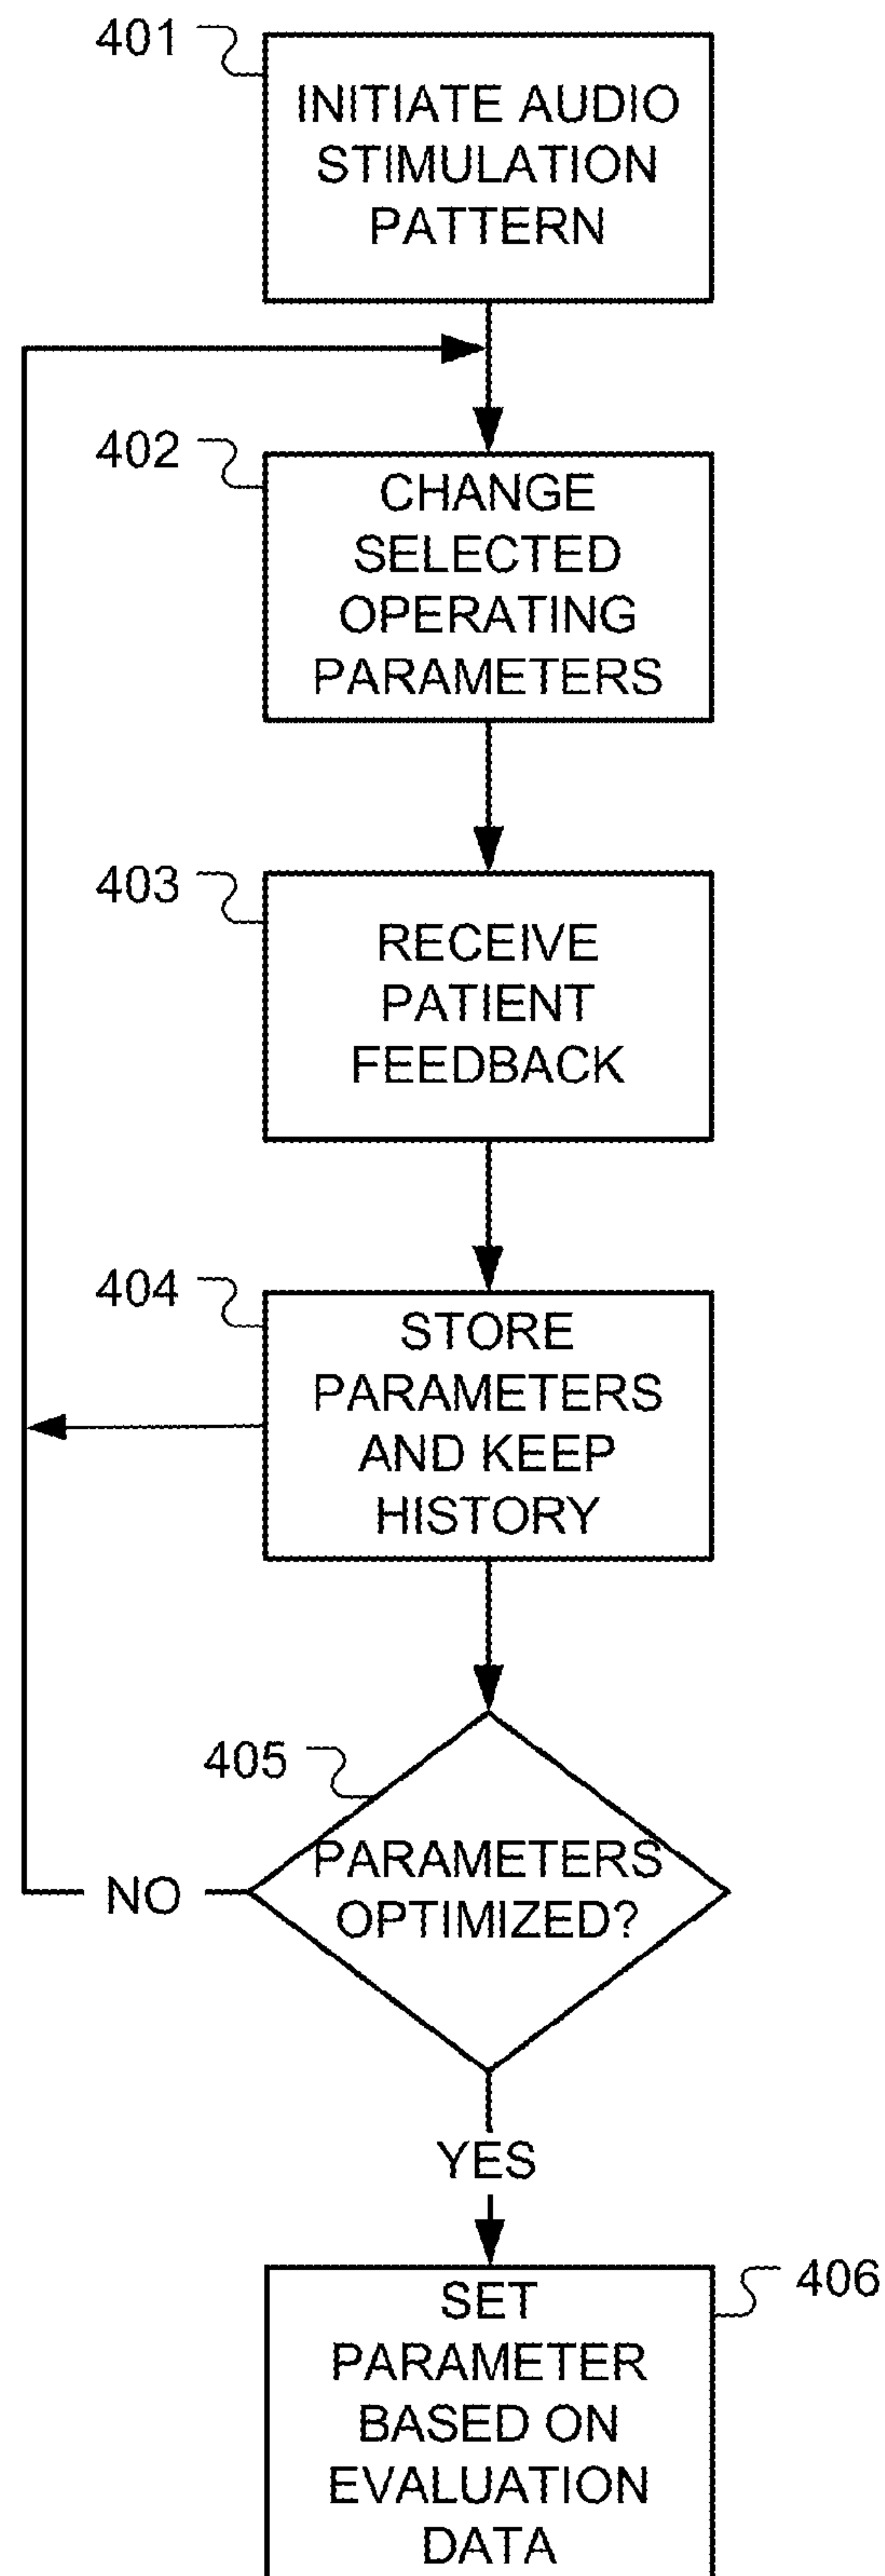 401
INITIATE AUDIO
STIMULATION
PATTERN
402
CHANGE
SELECTED
OPERATING
PARAMETERS
403
RECEIVE
PATIENT
FEEDBACK
404
STORE
PARAMETERS
AND KEEP
HISTORY
405
PARAMETERS
OPTIMIZED?
NO
YES
406
SET
PARAMETER
BASED ON
EVALUATION
DATA